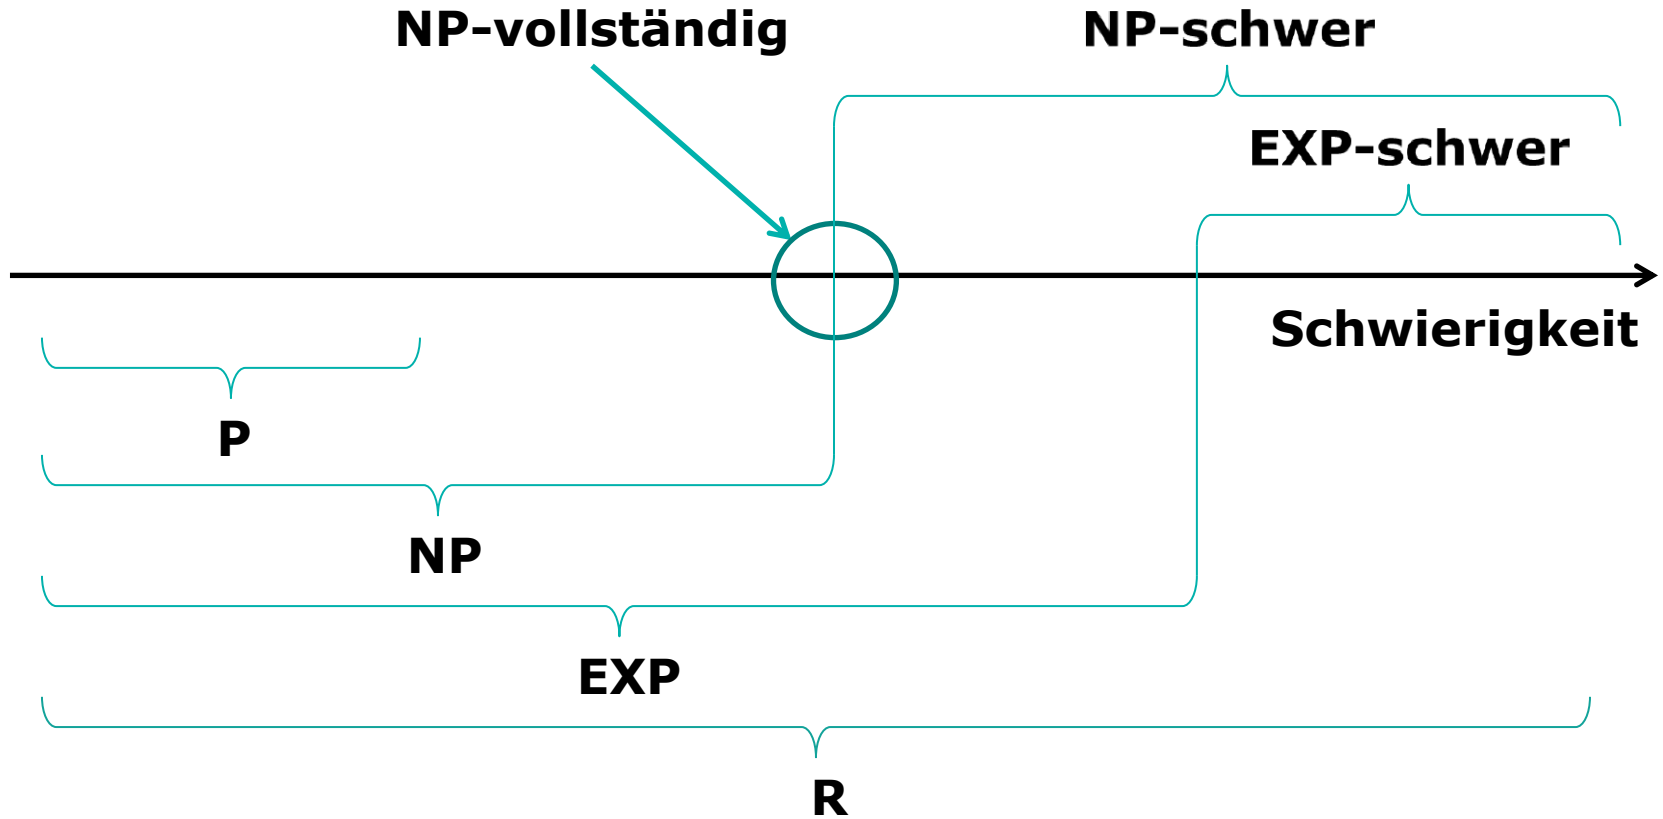 NP-vollständig
NP-schwer
EXP-schwer
Schwierigkeit
P
NP
EXP
R